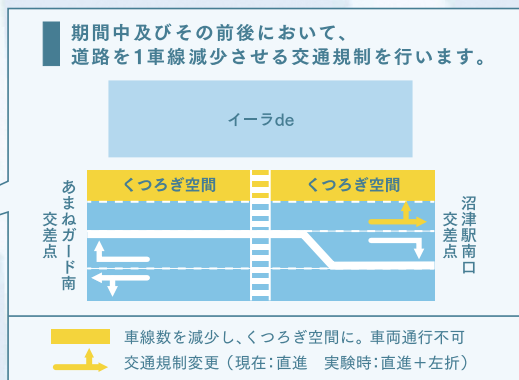 期間中及びその前後において、
道路を1車線減少させる交通規制を行います。
イーラde
くつろぎ空間
くつろぎ空間
あまねガード南
交差点
沼津駅南口
交差点
車線数を減少し、くつろぎ空間に。車両通行不可
交通規制変更（現在：直進　実験時：直進＋左折）